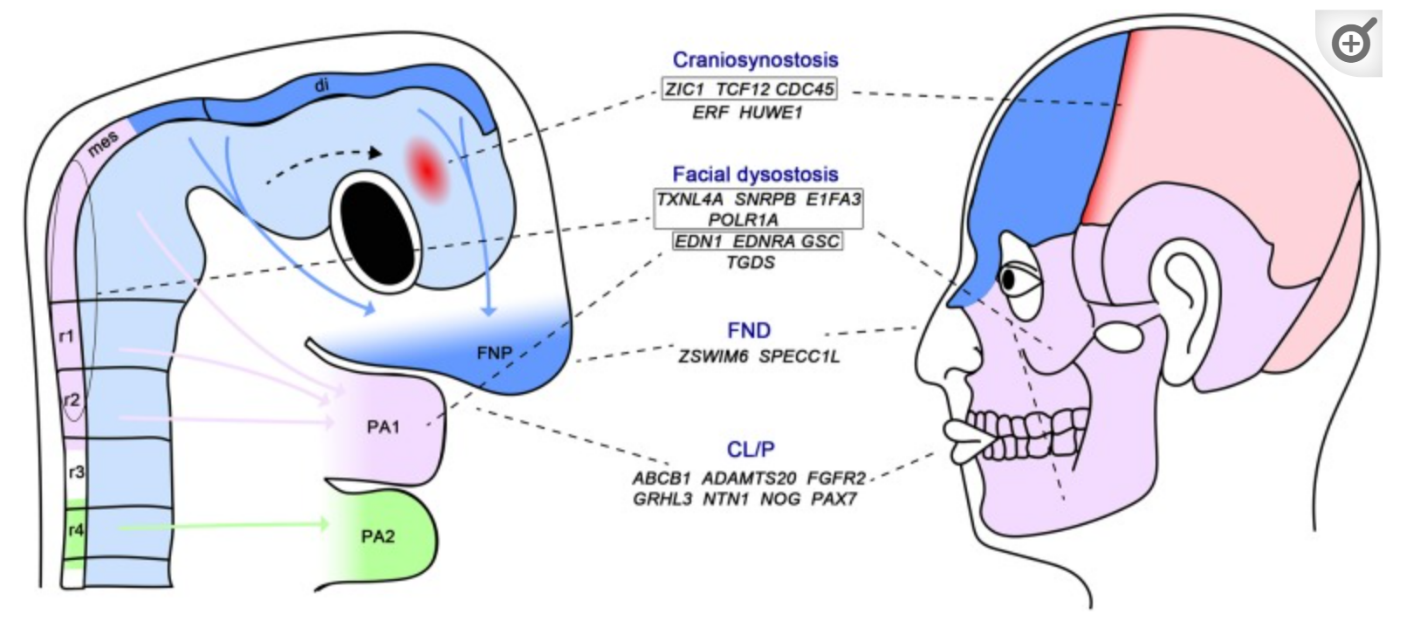 di
mes
r1
r2
r3
r4
FNP
PA1
PA2
Craniosynostosis
ZIC1 TCF12 CDC45
ERF HUWE1
Facial dysostosis
TXNL4A SNRPB E1FA3
POLR1A
EDN1 EDNRA GSC
TGDS
FND
ZSWIM6 SPECC1L
CL/P
ABCB1 ADAMTS20 FGFR2
GRHL3 NTN1 NOG PAX7